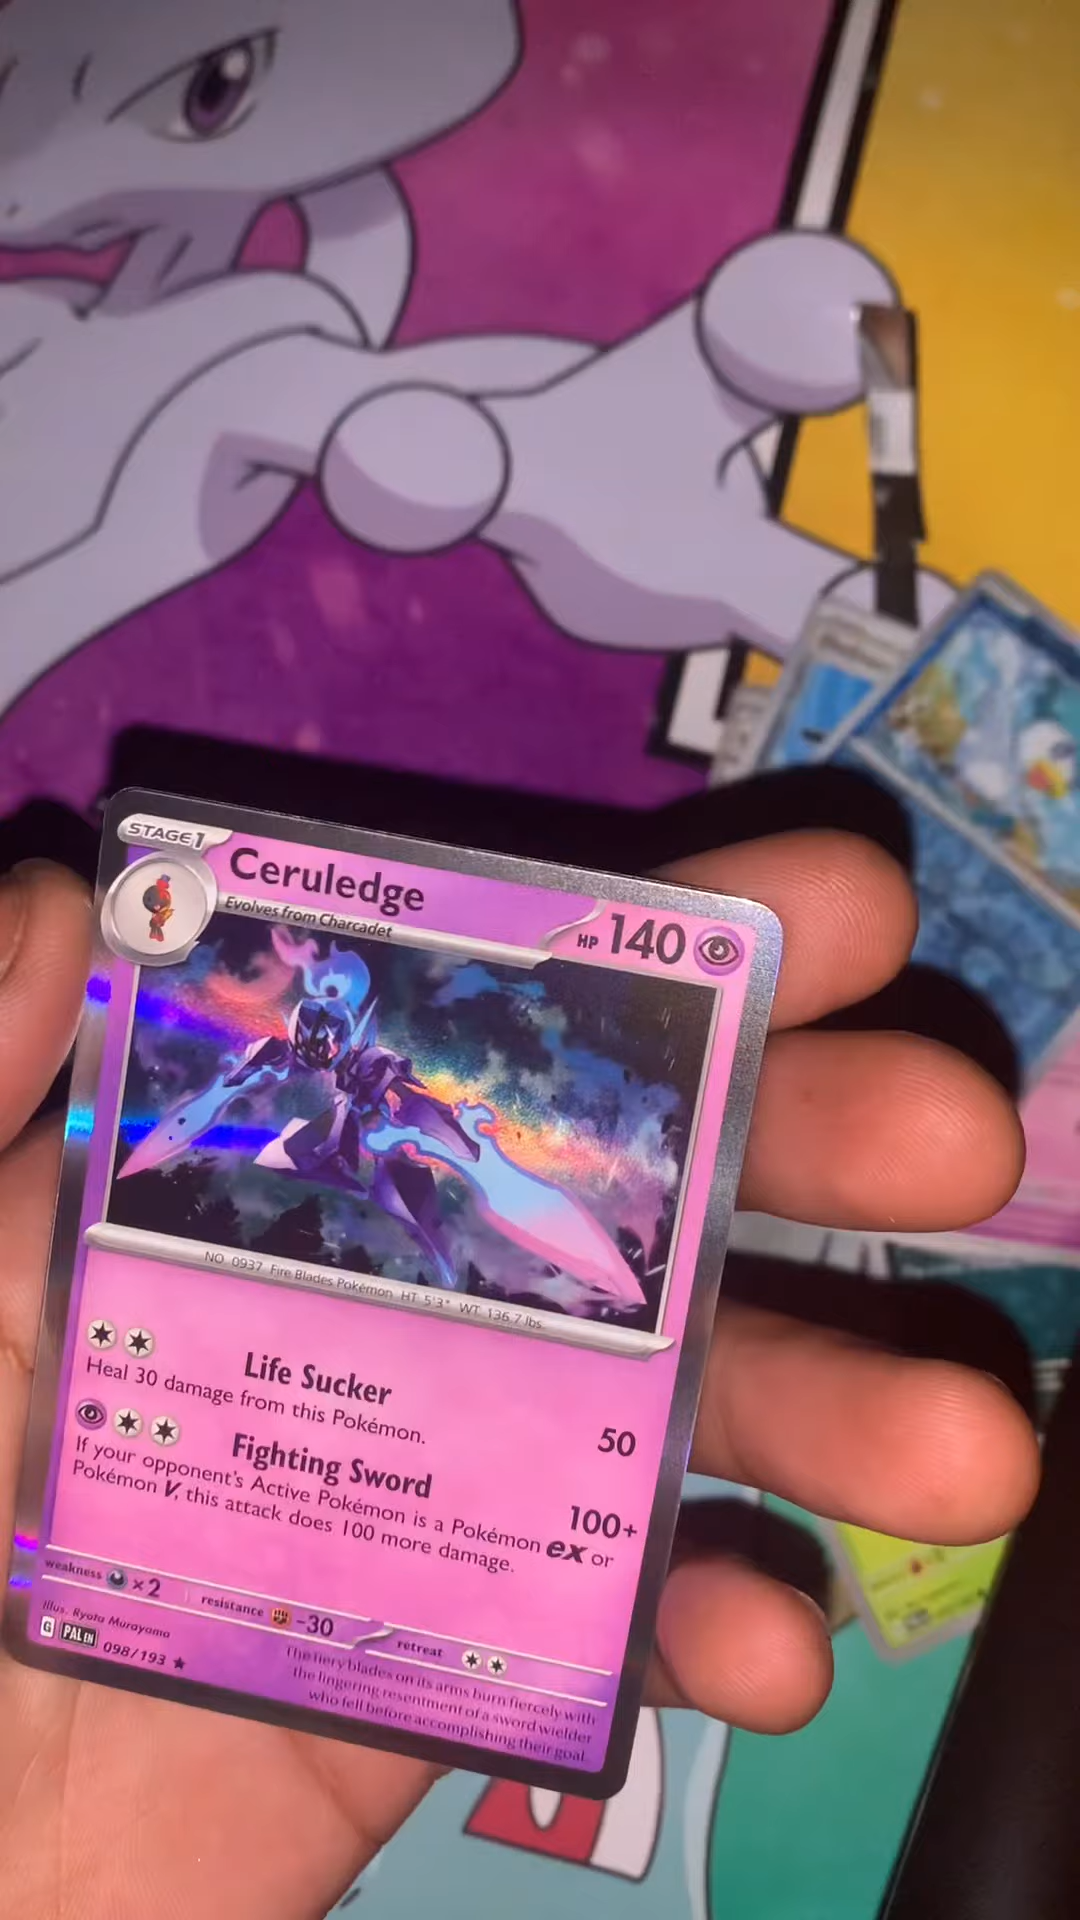 STAGE 1
Ceruledge
HP 140
Evolves from Charcadet
NO 0937 Fire Blades Pokémon HT 5'3" WT 136.7 lbs.
Life Sucker 50
Heal 30 damage from this Pokémon.
Fighting Sword 100+
If your opponent's Active Pokémon is a Pokémon ex or
Pokémon V, this attack does 100 more damage.
weakness ×2 resistance -30 retreat
Illus. Ryota Murayama
G PAL EN 098/193
The fiery blades on its arms burn fiercely with
the lingering resentment of a sword wielder
who fell before accomplishing their goal.